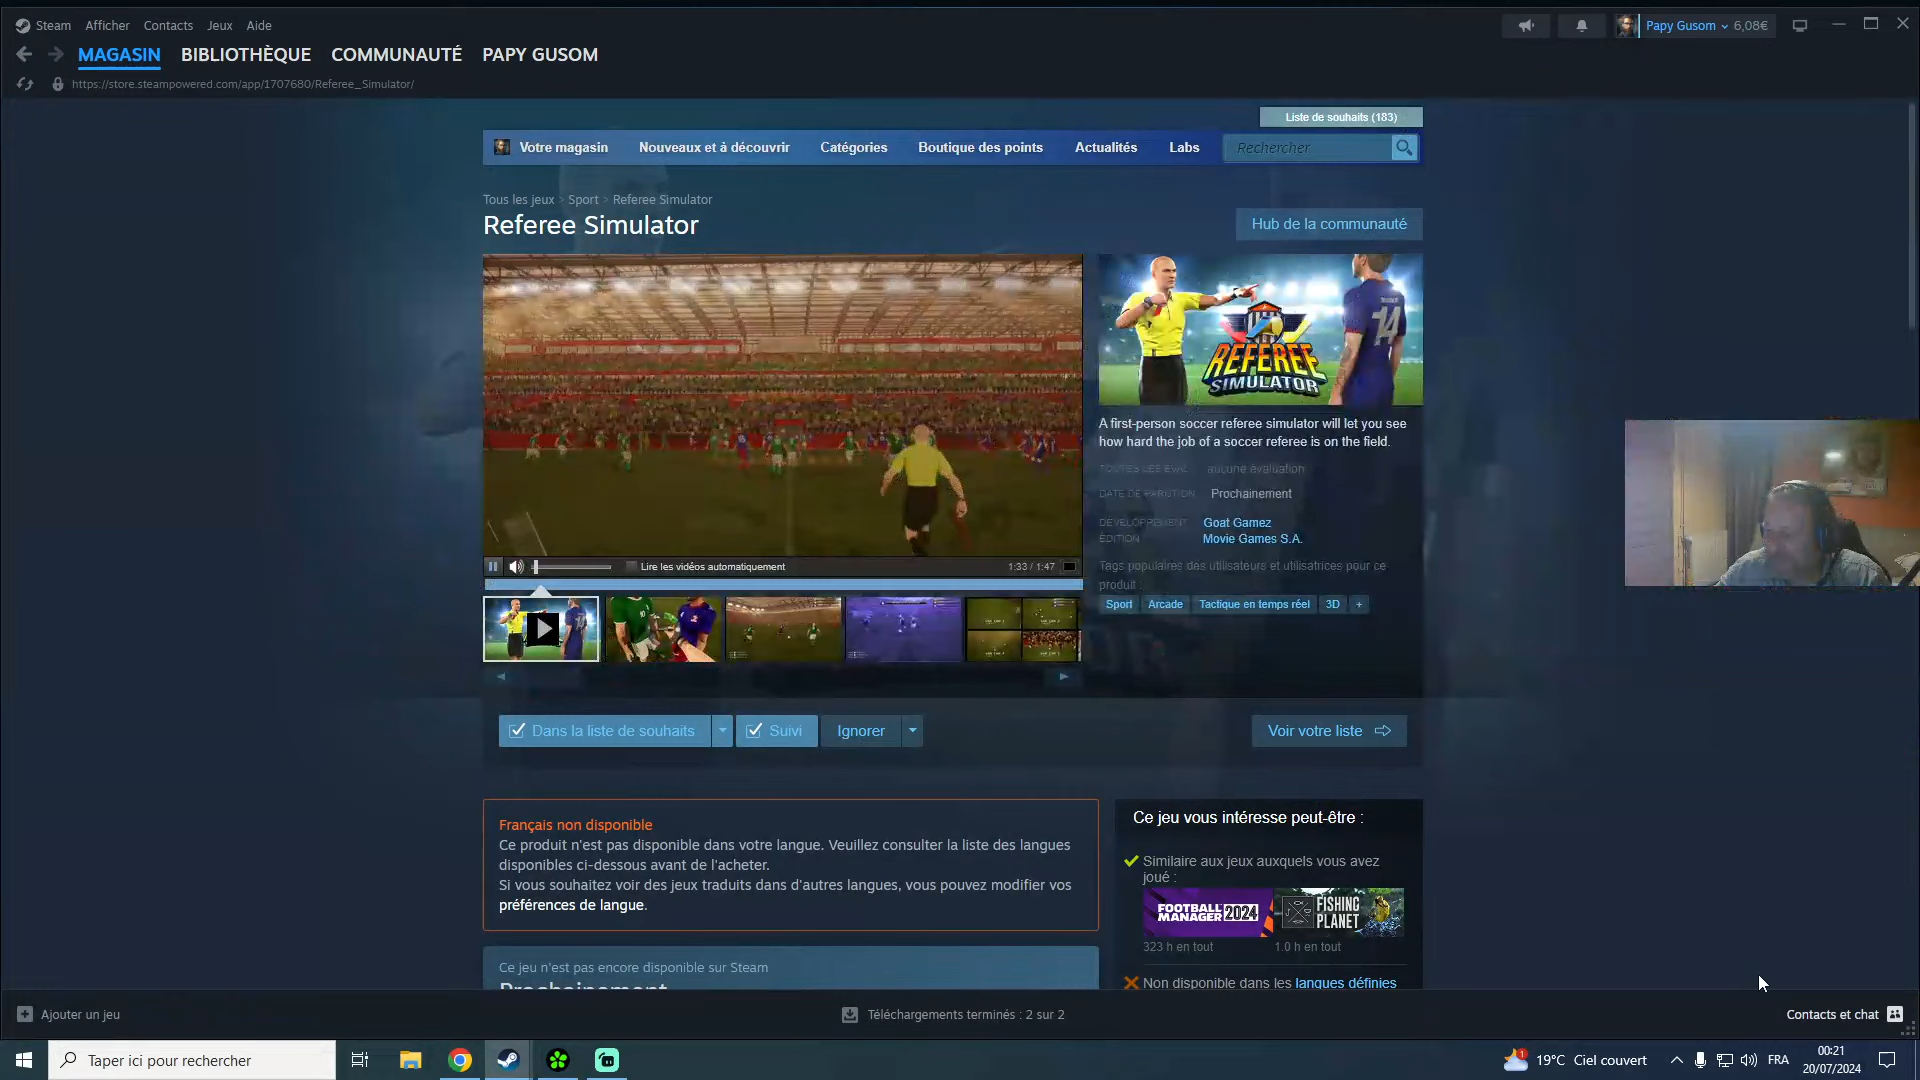 Steam Afficher Contacts Jeux Aide
Papy Gusom 6,08€
MAGASIN BIBLIOTHÈQUE COMMUNAUTÉ PAPY GUSOM
https://store.steampowered.com/app/1707680/Referee_Simulator/
Liste de souhaits (183)
Votre magasin Nouveaux et à découvrir Catégories Boutique des points Actualités Labs Rechercher
Tous les jeux > Sport > Referee Simulator
Referee Simulator
Hub de la communauté
14
REFEREE
SIMULATOR
A first-person soccer referee simulator will let you see
how hard the job of a soccer referee is on the field.
aucune évaluation
DATE DE PARUTION Prochainement
DÉVELOPPEMENT Goat Gamez
ÉDITION Movie Games S.A.
Tags populaires des utilisateurs et utilisatrices pour ce
produit :
Sport Arcade Tactique en temps réel 3D +
Lire les vidéos automatiquement 1:33 / 1:47
Dans la liste de souhaits Suivi Ignorer Voir votre liste
Français non disponible
Ce produit n'est pas disponible dans votre langue. Veuillez consulter la liste des langues
disponibles ci-dessous avant de l'acheter.
Si vous souhaitez voir des jeux traduits dans d'autres langues, vous pouvez modifier vos
préférences de langue.
Ce jeu n'est pas encore disponible sur Steam
Prochainement
Ce jeu vous intéresse peut-être :
Similaire aux jeux auxquels vous avez
joué :
FOOTBALL
MANAGER 2024
FISHING
PLANET
323 h en tout 1.0 h en tout
Non disponible dans les langues définies
Ajouter un jeu
Téléchargements terminés : 2 sur 2
Contacts et chat
Taper ici pour rechercher
1
19°C Ciel couvert
FRA
00:21
20/07/2024